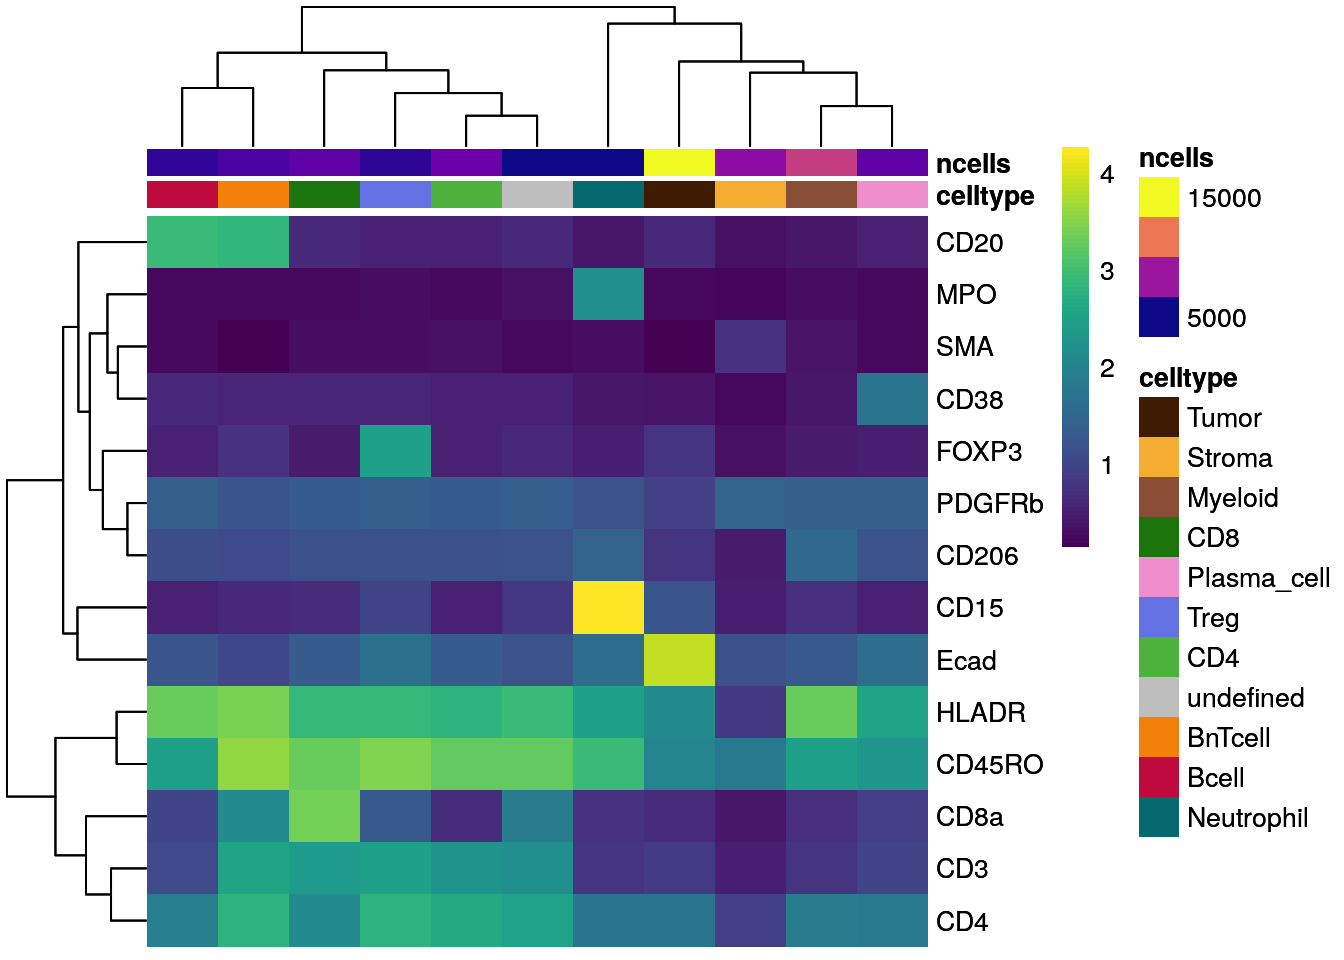 ncells
celltype
CD20
MPO
SMA
CD38
FOXP3
PDGFRb
CD206
CD15
Ecad
HLADR
CD45RO
CD8a
CD3
CD4
4
3
2
1
ncells
15000
5000
celltype
Tumor
Stroma
Myeloid
CD8
Plasma_cell
Treg
CD4
undefined
BnTcell
Bcell
Neutrophil